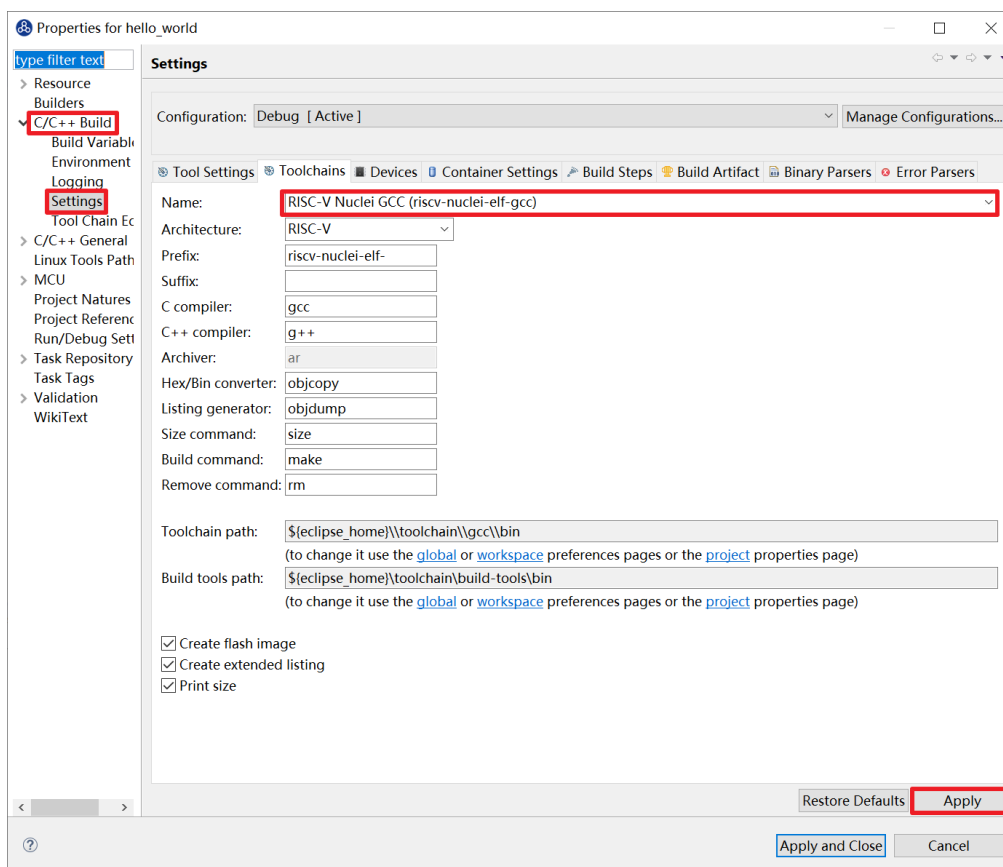 Properties for hello_world
type filter text
Resource
Builders
C/C++ Build
Build Variabl
Environment
Logging
Settings
Tool Chain Ec
C/C++ General
Linux Tools Path
MCU
Project Natures
Project Referenc
Run/Debug Sett
Task Repository
Task Tags
Validation
WikiText
Settings
Configuration: Debug [ Active ] Manage Configurations...
Tool Settings Toolchains Devices Container Settings Build Steps Build Artifact Binary Parsers Error Parsers
Name: RISC-V Nuclei GCC (riscv-nuclei-elf-gcc)
Architecture: RISC-V
Prefix: riscv-nuclei-elf-
Suffix:
C compiler: gcc
C++ compiler: g++
Archiver: ar
Hex/Bin converter: objcopy
Listing generator: objdump
Size command: size
Build command: make
Remove command: rm
Toolchain path: ${eclipse_home}\\toolchain\\gcc\\bin
(to change it use the global or workspace preferences pages or the project properties page)
Build tools path: ${eclipse_home}\toolchain\build-tools\bin
(to change it use the global or workspace preferences pages or the project properties page)
Create flash image
Create extended listing
Print size
Restore Defaults Apply
Apply and Close Cancel